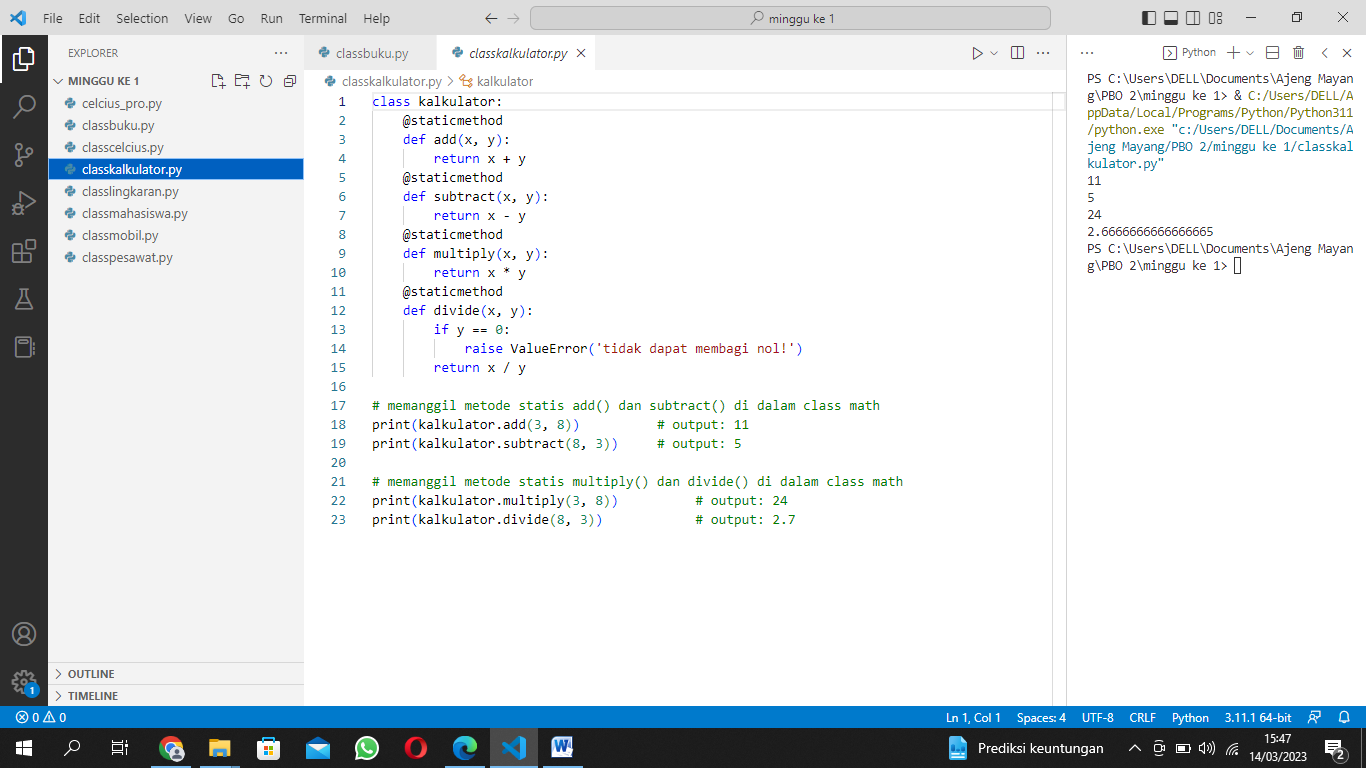 File Edit Selection View Go Run Terminal Help
minggu ke 1
EXPLORER
MINGGU KE 1
celcius_pro.py
classbuku.py
classcelcius.py
classkalkulator.py
classlingkaran.py
classmahasiswa.py
classmobil.py
classpesawat.py
OUTLINE
TIMELINE
1
classbuku.py classkalkulator.py
classkalkulator.py > kalkulator
1 class kalkulator:
2     @staticmethod
3     def add(x, y):
4         return x + y
5     @staticmethod
6     def subtract(x, y):
7         return x - y
8     @staticmethod
9     def multiply(x, y):
10         return x * y
11     @staticmethod
12     def divide(x, y):
13         if y == 0:
14             raise ValueError('tidak dapat membagi nol!')
15         return x / y
16
17 # memanggil metode statis add() dan subtract() di dalam class math
18 print(kalkulator.add(3, 8))          # output: 11
19 print(kalkulator.subtract(8, 3))     # output: 5
20
21 # memanggil metode statis multiply() dan divide() di dalam class math
22 print(kalkulator.multiply(3, 8))          # output: 24
23 print(kalkulator.divide(8, 3))            # output: 2.7
Python
PS C:\Users\DELL\Documents\Ajeng Mayan
g\PBO 2\minggu ke 1> & C:/Users/DELL/A
ppData/Local/Programs/Python/Python311
/python.exe "c:/Users/DELL/Documents/A
jeng Mayang/PBO 2/minggu ke 1/classkal
kulator.py"
11
5
24
2.6666666666666665
PS C:\Users\DELL\Documents\Ajeng Mayan
g\PBO 2\minggu ke 1>
0 0 Ln 1, Col 1 Spaces: 4 UTF-8 CRLF Python 3.11.1 64-bit
Prediksi keuntungan
15:47
14/03/2023
2